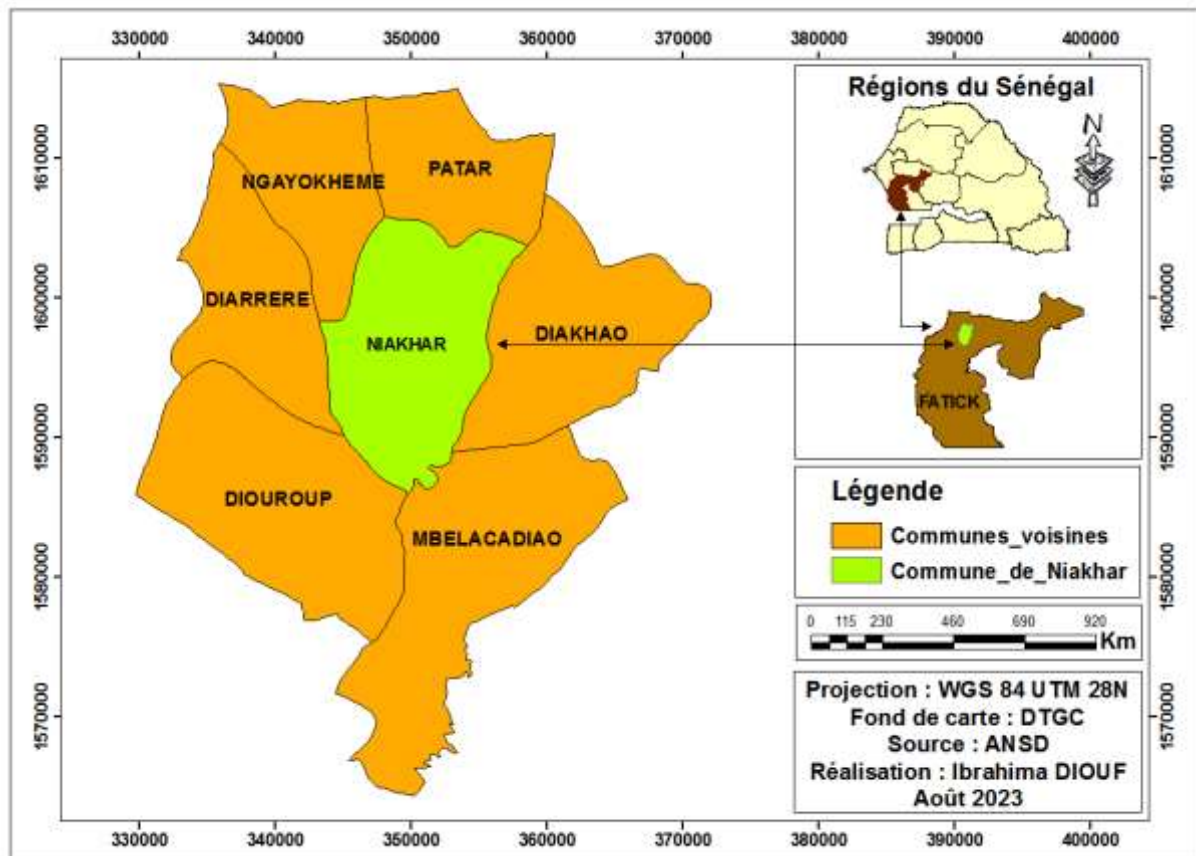 330000 340000 350000 360000 370000 380000 390000 400000
1610000
1600000
1590000
1580000
1570000
NGAYOKHEME
PATAR
DIARRERE
NIAKHAR
DIAKHAO
DIOUROUP
MBELACADIAO
Régions du Sénégal
N
FATICK
Légende
Communes_voisines
Commune_de_Niakhar
0 115 230 460 690 920
Km
Projection : WGS 84 UTM 28N
Fond de carte : DTGC
Source : ANSD
Réalisation : Ibrahima DIOUF
Août 2023
1610000
1600000
1590000
1580000
1570000
330000 340000 350000 360000 370000 380000 390000 400000